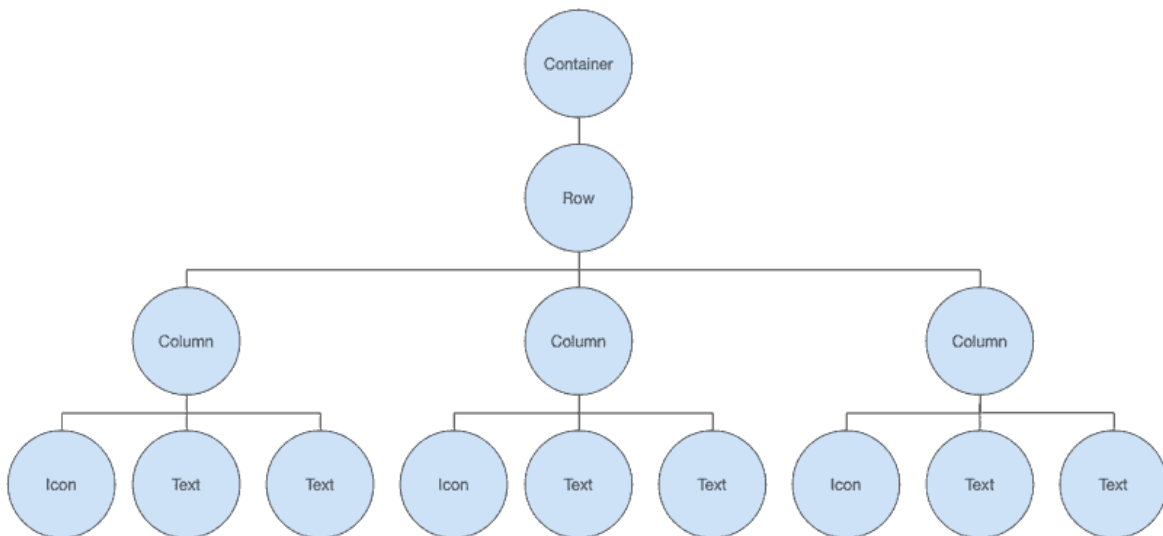 Container
Row
Column Column Column
Icon Text Text Icon Text Text Icon Text Text